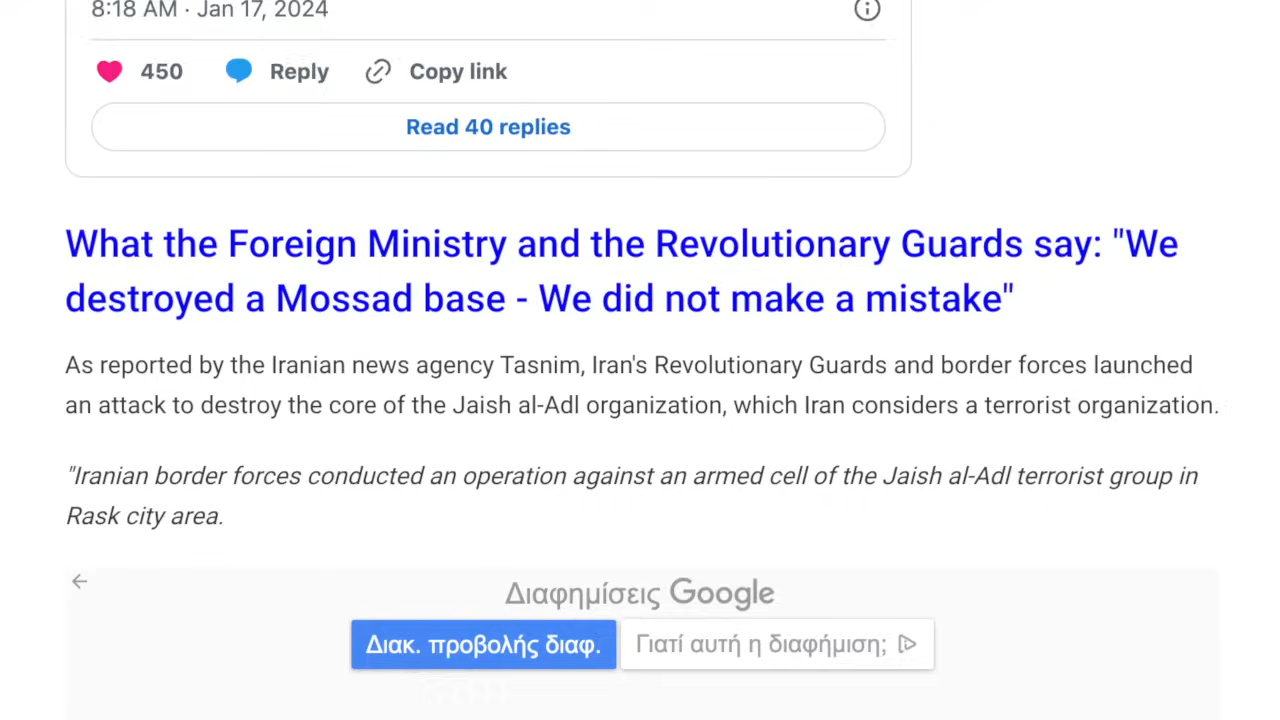 8:18 AM · Jan 17, 2024
450 Reply Copy link
Read 40 replies
What the Foreign Ministry and the Revolutionary Guards say: "We
destroyed a Mossad base - We did not make a mistake"
As reported by the Iranian news agency Tasnim, Iran's Revolutionary Guards and border forces launched
an attack to destroy the core of the Jaish al-Adl organization, which Iran considers a terrorist organization.
"Iranian border forces conducted an operation against an armed cell of the Jaish al-Adl terrorist group in
Rask city area.
Διαφημίσεις Google
Διακ. προβολής διαφ. Γιατί αυτή η διαφήμιση;